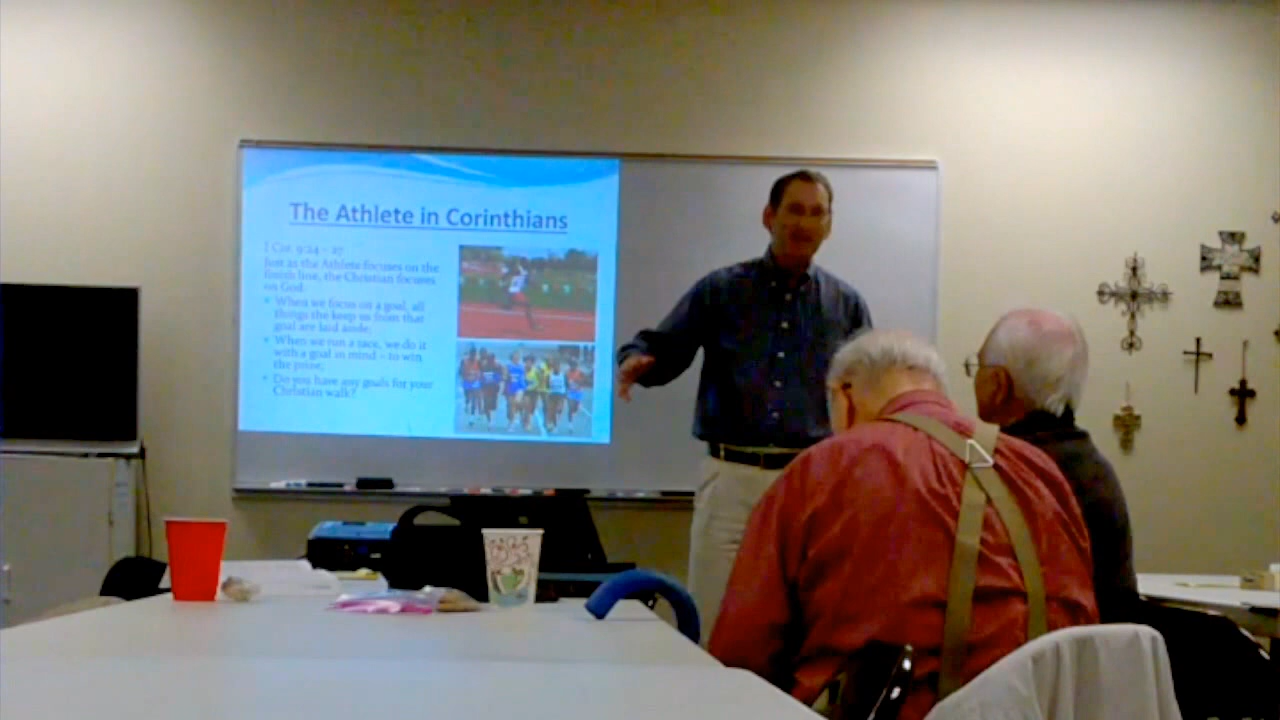 The Athlete in Corinthians
I Cor. 9:24 - 27
Just as the Athlete focuses on the
finish line, the Christian focuses
on God.
• When we focus on a goal, all
things the keep us from that
goal are laid aside.
• When we run a race, we do it
with a goal in mind – to win
the prize;
• Do you have any goals for your
Christian walk?